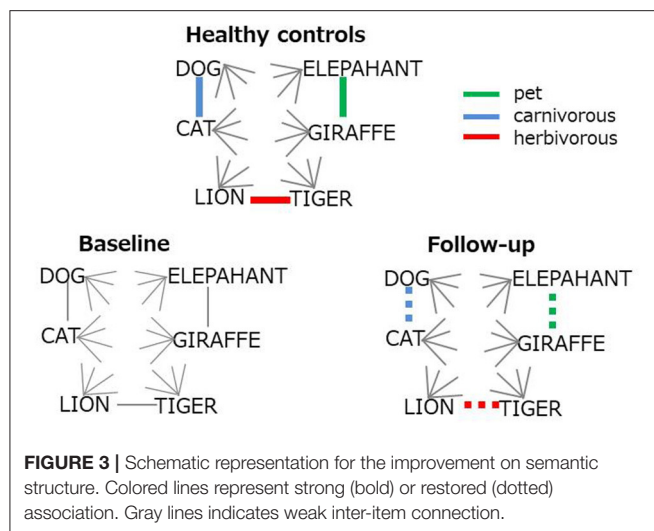 Healthy controls
DOG ELEPAHANT
CAT GIRAFFE
LION TIGER
pet
carnivorous
herbivorous
Baseline
DOG ELEPAHANT
CAT GIRAFFE
LION TIGER
Follow-up
DOG ELEPAHANT
CAT GIRAFFE
LION TIGER
FIGURE 3 | Schematic representation for the improvement on semantic
structure. Colored lines represent strong (bold) or restored (dotted)
association. Gray lines indicates weak inter-item connection.